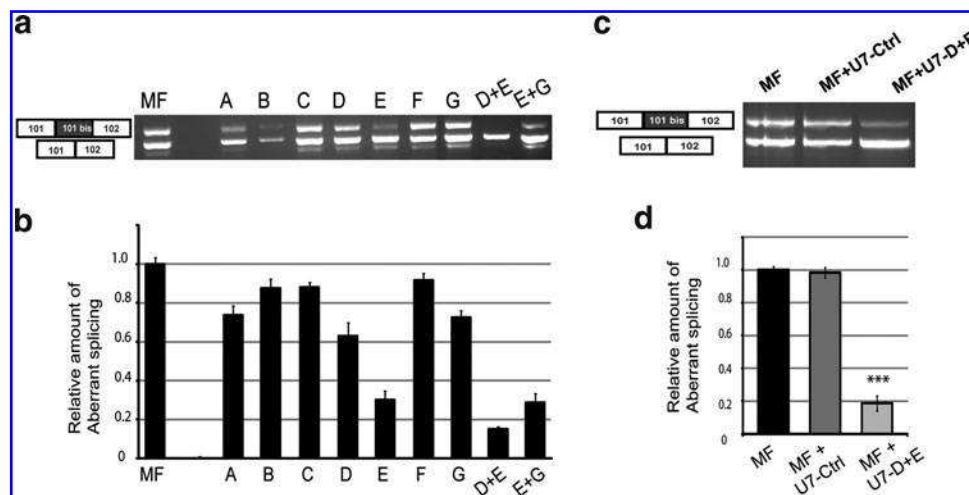 a
MF A B C D E F G D+E E+G
101 101 bis 102
101 102
b
Relative amount of
Aberrant splicing
1.0
0.8
0.6
0.4
0.2
0
MF A B C D E F G D+E E+G
c
MF MF+U7-Ctrl MF+U7-D+E
101 101 bis 102
101 102
d
Relative amount of
Aberrant splicing
1.0
0.8
0.6
0.4
0.2
0
***
MF
MF +
U7-Ctrl
MF +
U7-D+E